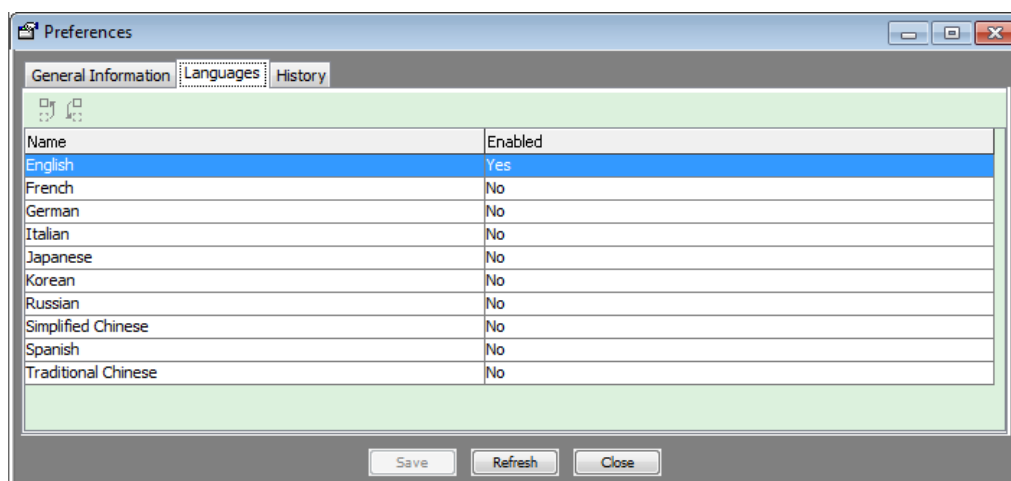 Preferences
General Information Languages History
Name Enabled
English Yes
French No
German No
Italian No
Japanese No
Korean No
Russian No
Simplified Chinese No
Spanish No
Traditional Chinese No
Save Refresh Close